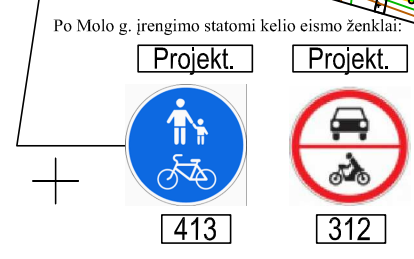 Po Molo g. įrengimo statomi kelio eismo ženklai:
Projekt. Projekt.
413 312